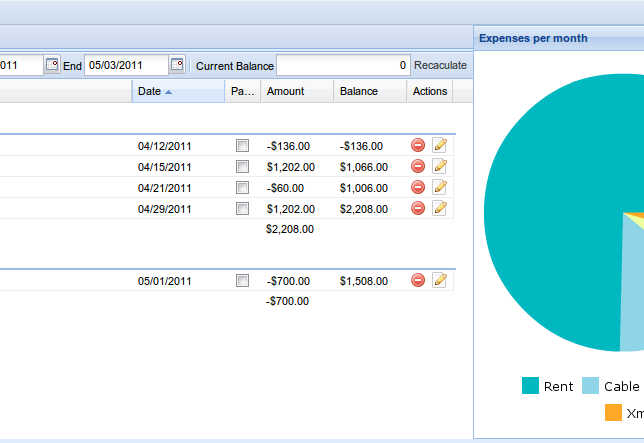 Expenses per month
011 End 05/03/2011 Current Balance 0 Recaculate
Date Pa... Amount Balance Actions
04/12/2011 -$136.00 -$136.00
04/15/2011 $1,202.00 $1,066.00
04/21/2011 -$60.00 $1,006.00
04/29/2011 $1,202.00 $2,208.00
$2,208.00
05/01/2011 -$700.00 $1,508.00
-$700.00
Rent Cable
Xm